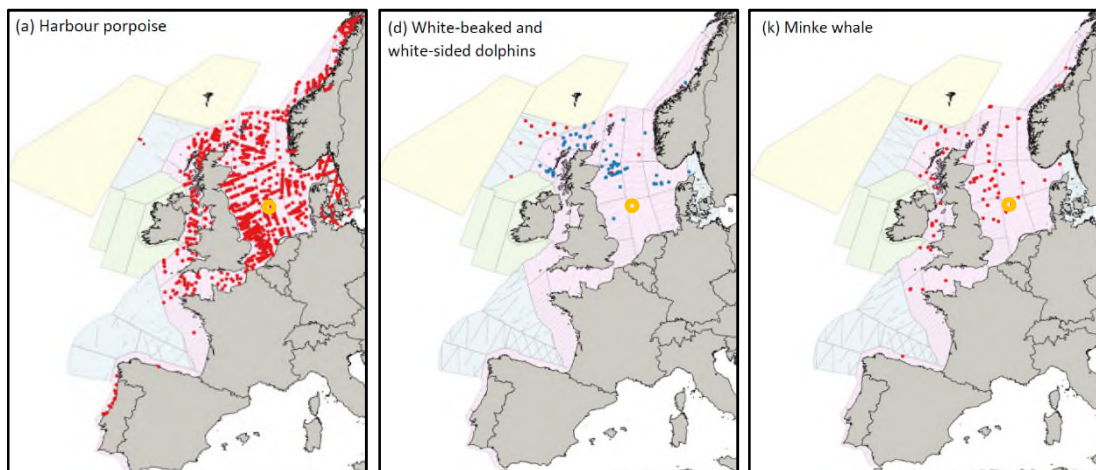 (a) Harbour porpoise
(d) White-beaked and
white-sided dolphins
(k) Minke whale